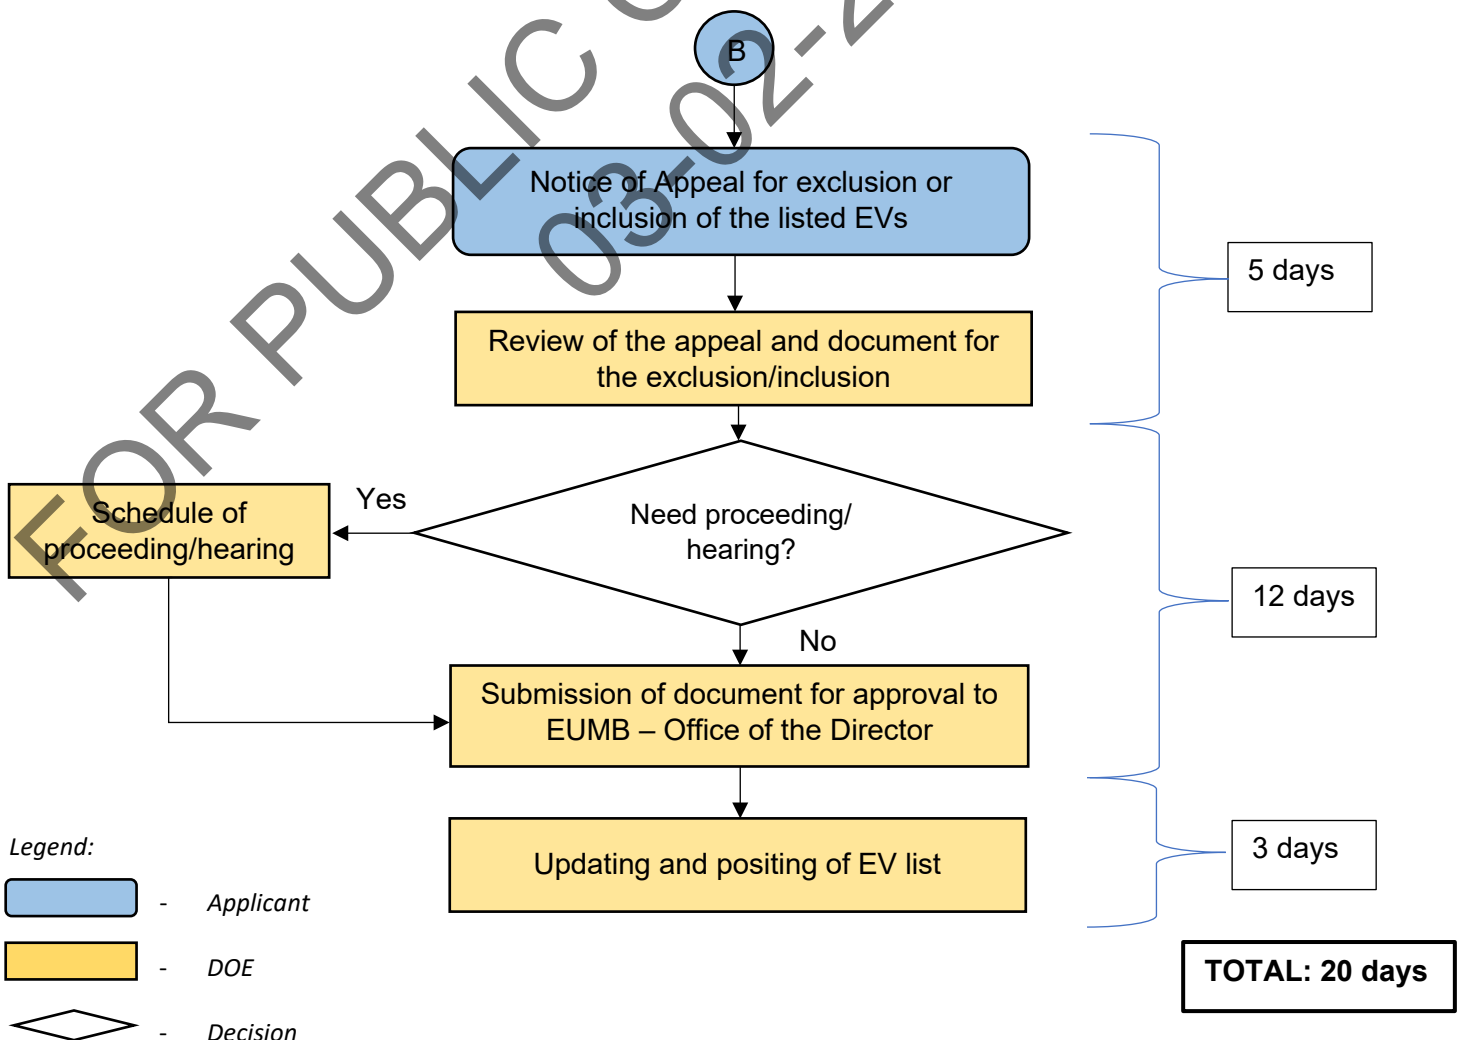 B
Notice of Appeal for exclusion or
inclusion of the listed EVs
5 days
Review of the appeal and document for
the exclusion/inclusion
Need proceeding/
hearing?
Yes
Schedule of
proceeding/hearing
12 days
No
Submission of document for approval to
EUMB – Office of the Director
Updating and positing of EV list
3 days
TOTAL: 20 days
Legend:
- Applicant
- DOE
- Decision
FOR PUBLIC
03-02-2